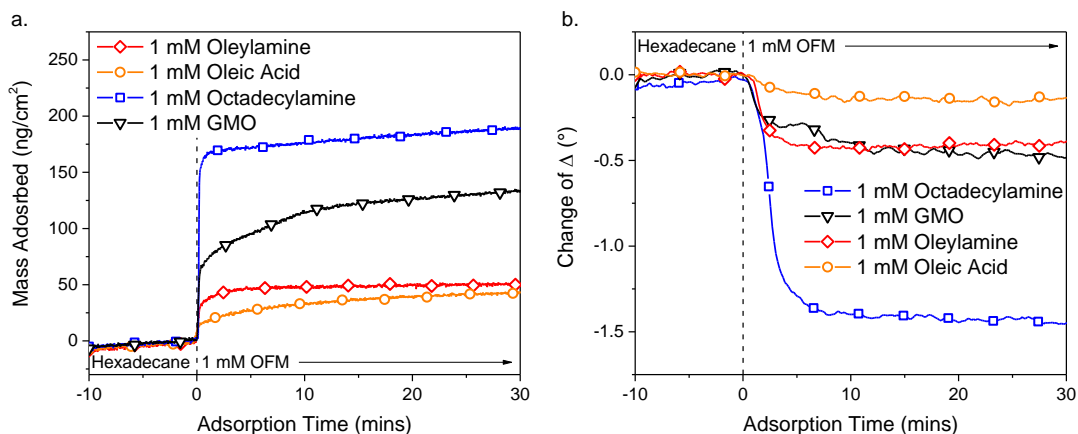 a.
250
200
150
100
50
0
Mass Adosrbed (ng/cm²)
1 mM Oleylamine
1 mM Oleic Acid
1 mM Octadecylamine
1 mM GMO
Hexadecane 1 mM OFM
-10 0 10 20 30
Adsorption Time (mins)
b.
Hexadecane 1 mM OFM
0.0
-0.5
-1.0
-1.5
Change of Δ (°)
1 mM Octadecylamine
1 mM GMO
1 mM Oleylamine
1 mM Oleic Acid
-10 0 10 20 30
Adsorption Time (mins)